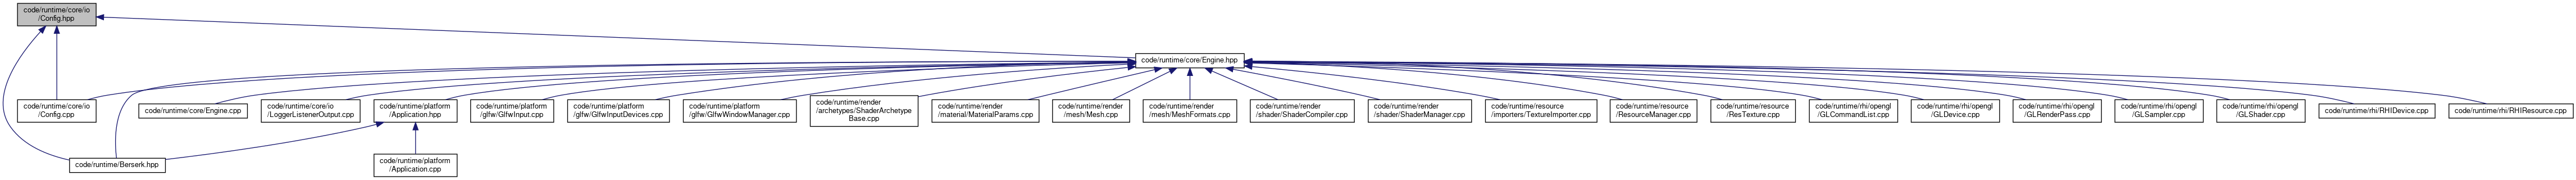 code/runtime/core/io
/Config.hpp
code/runtime/core/Engine.hpp
code/runtime/core/io
/Config.cpp
code/runtime/core/Engine.cpp
code/runtime/core/io
/LoggerListenerOutput.cpp
code/runtime/platform
/Application.hpp
code/runtime/platform
/glfw/GlfwInput.cpp
code/runtime/platform
/glfw/GlfwInputDevices.cpp
code/runtime/platform
/glfw/GlfwWindowManager.cpp
code/runtime/render
/archetypes/ShaderArchetype
Base.cpp
code/runtime/render
/material/MaterialParams.cpp
code/runtime/render
/mesh/Mesh.cpp
code/runtime/render
/mesh/MeshFormats.cpp
code/runtime/render
/shader/ShaderCompiler.cpp
code/runtime/render
/shader/ShaderManager.cpp
code/runtime/resource
/importers/TextureImporter.cpp
code/runtime/resource
/ResourceManager.cpp
code/runtime/resource
/ResTexture.cpp
code/runtime/rhi/opengl
/GLCommandList.cpp
code/runtime/rhi/opengl
/GLDevice.cpp
code/runtime/rhi/opengl
/GLRenderPass.cpp
code/runtime/rhi/opengl
/GLSampler.cpp
code/runtime/rhi/opengl
/GLShader.cpp
code/runtime/rhi/RHIDevice.cpp
code/runtime/rhi/RHIResource.cpp
code/runtime/Berserk.hpp
code/runtime/platform
/Application.cpp